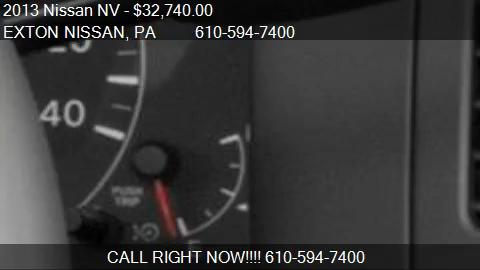 2013 Nissan NV - $32,740.00
EXTON NISSAN, PA 610-594-7400
40
PUSH
TRIP
E
CALL RIGHT NOW!!!! 610-594-7400